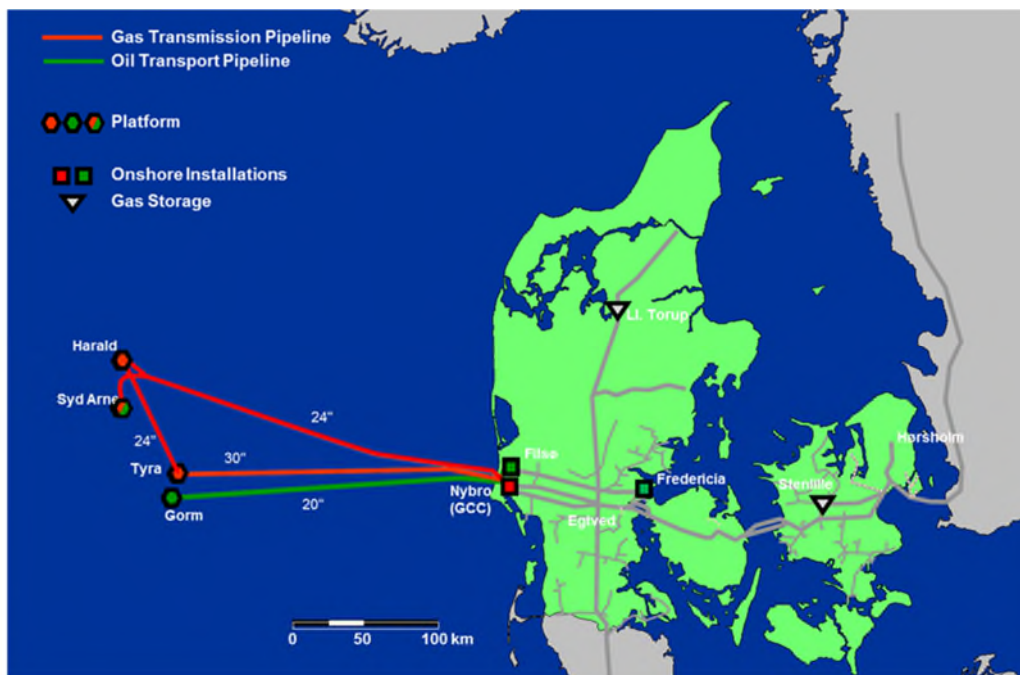 Gas Transmission Pipeline
Oil Transport Pipeline
Platform
Onshore Installations
Gas Storage
Ll. Torup
Harald
Syd Arne
24"
24"
Tyra
30"
Gorm
20"
Filsø
Nybro
(GCC)
Fredericia
Egtved
Hørsholm
Stenlille
0 50 100 km